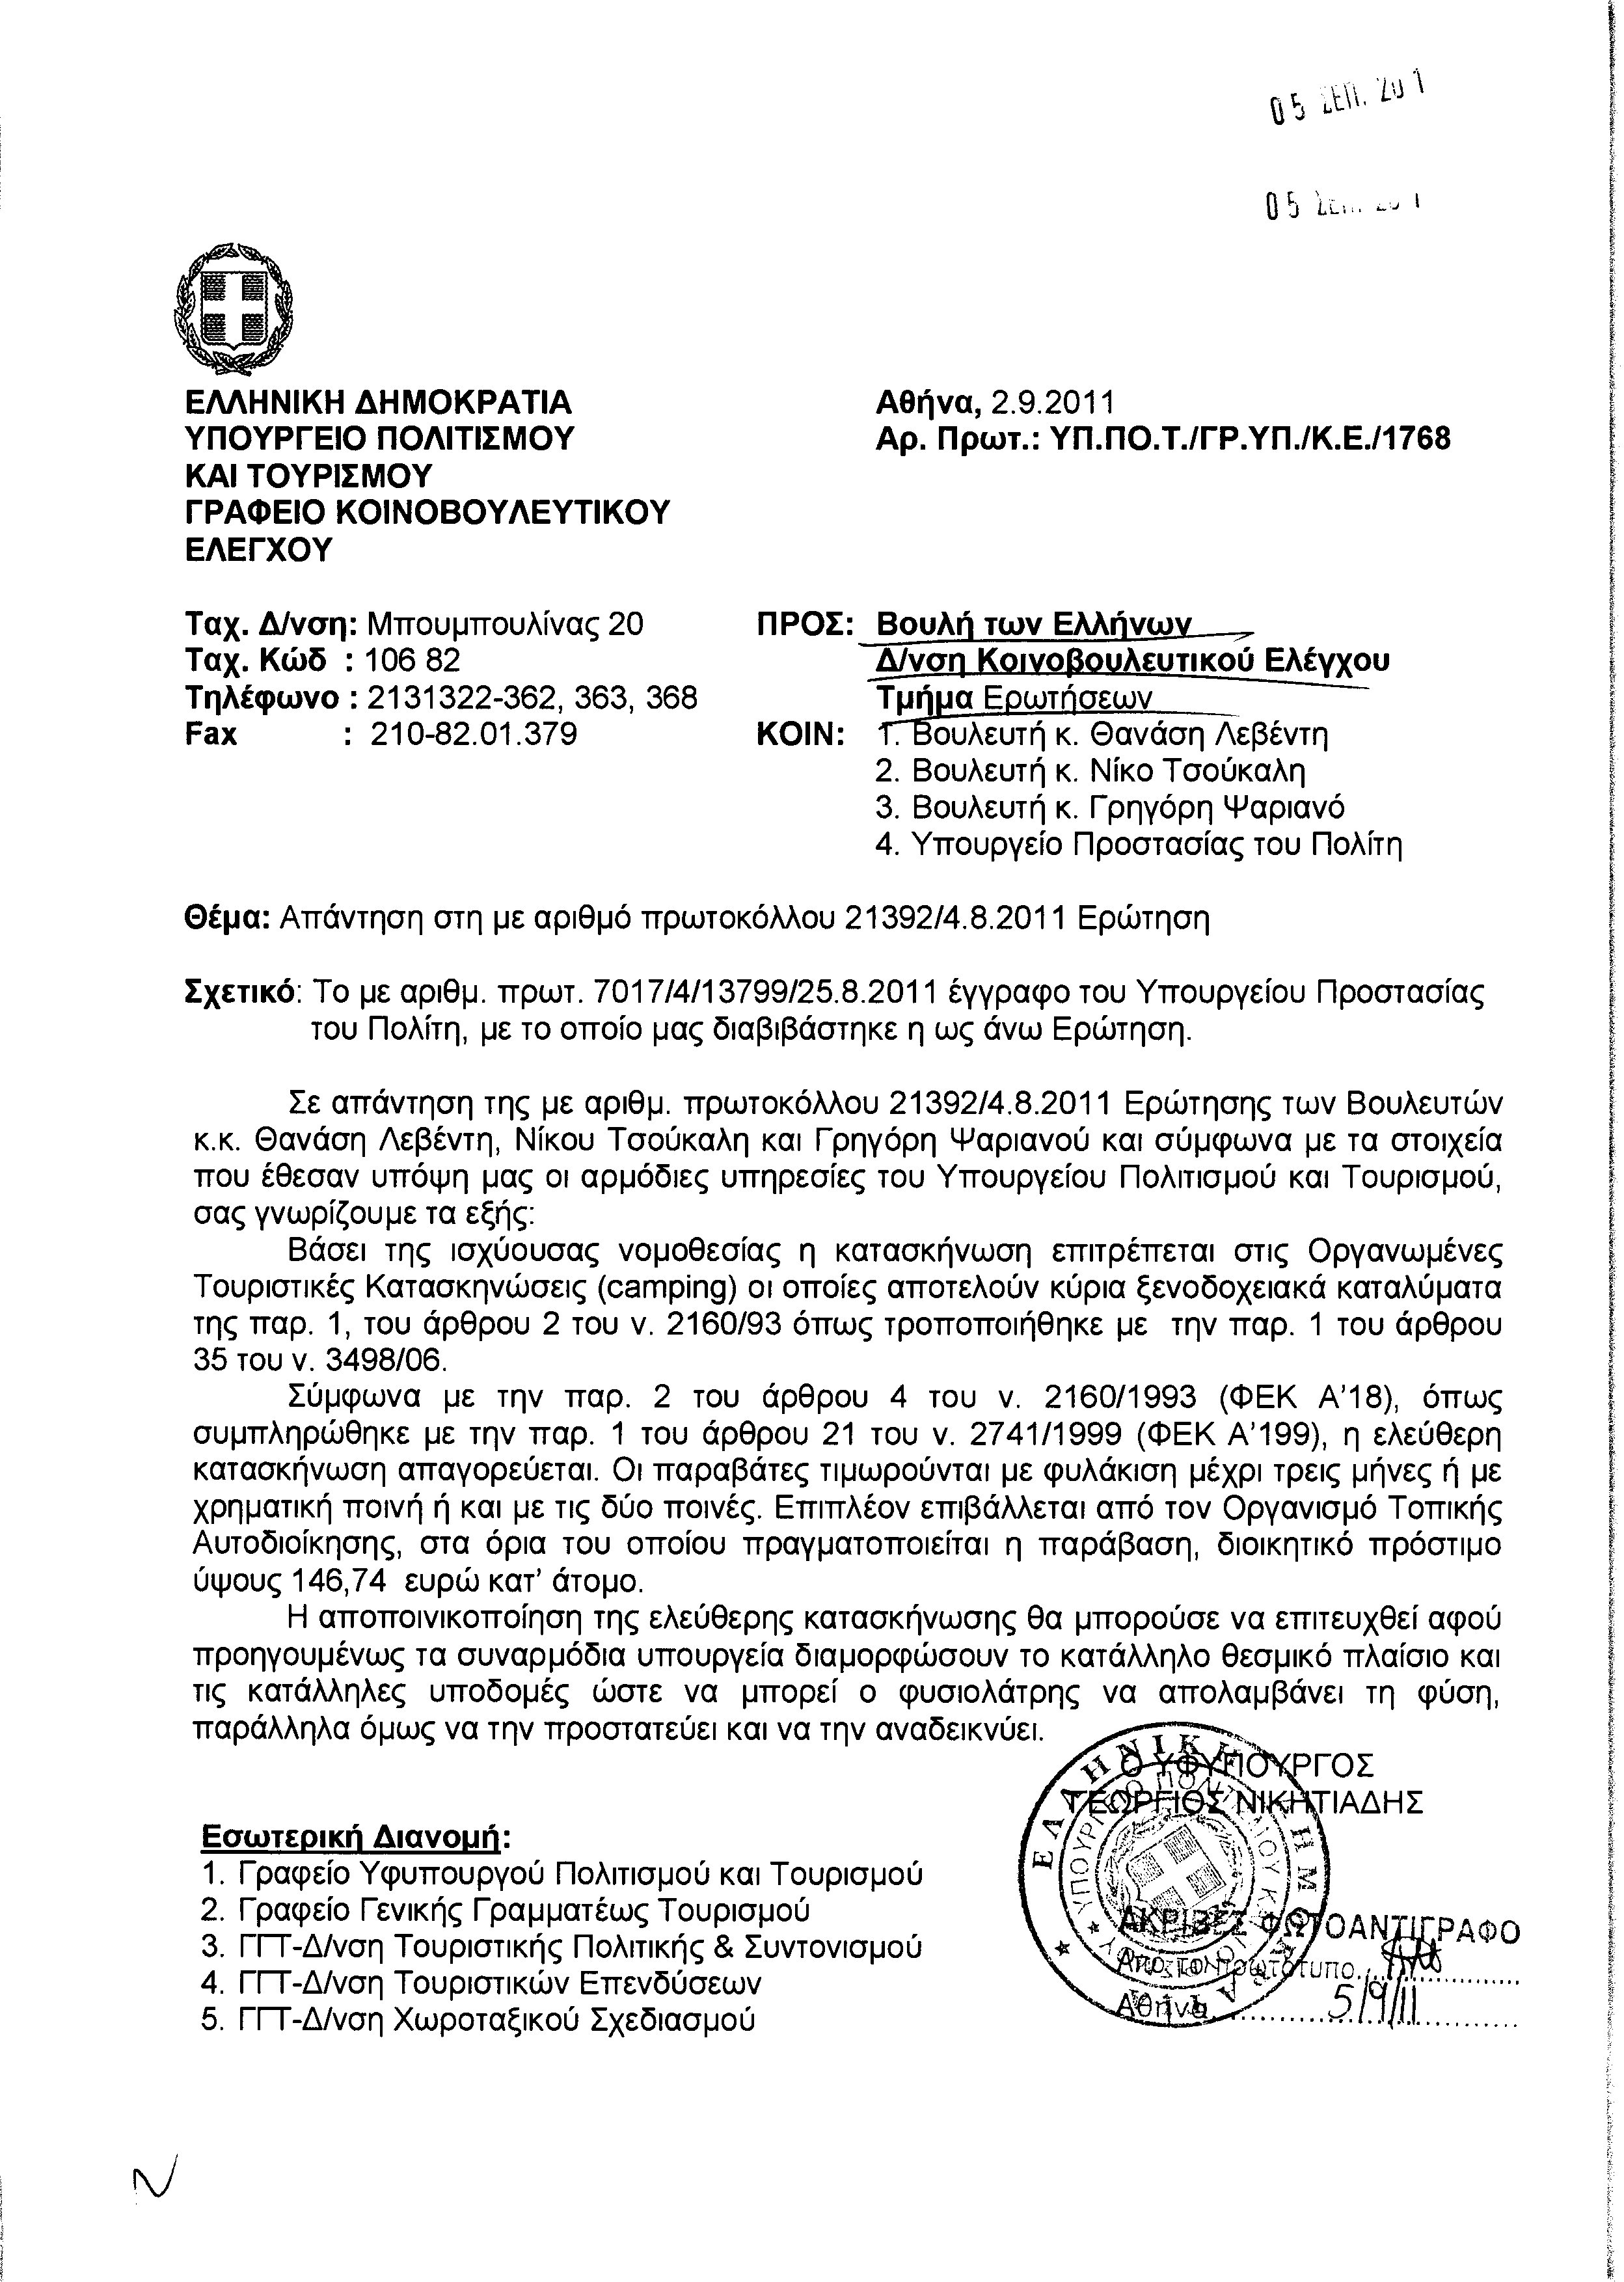 05 ΣΕΠ. 201
05
ΕΛΛΗΝΙΚΗ ΔΗΜΟΚΡΑΤΙΑ
ΥΠΟΥΡΓΕΙΟ ΠΟΛΙΤΙΣΜΟΥ
ΚΑΙ ΤΟΥΡΙΣΜΟΥ
ΓΡΑΦΕΙΟ ΚΟΙΝΟΒΟΥΛΕΥΤΙΚΟΥ
ΕΛΕΓΧΟΥ
Αθήνα, 2.9.2011
Αρ. Πρωτ.: ΥΠ.ΠΟ.Τ./ΓΡ.ΥΠ./Κ.Ε./1768
Ταχ. Δ/νση: Μπουμπουλίνας 20
Ταχ. Κώδ : 106 82
Τηλέφωνο : 2131322-362, 363, 368
Fax : 210-82.01.379
ΠΡΟΣ: Βουλή των Ελλήνων
Δ/νση Κοινοβουλευτικού Ελέγχου
Τμήμα Ερωτήσεων
ΚΟΙΝ: 1. Βουλευτή κ. Θανάση Λεβέντη
2. Βουλευτή κ. Νίκο Τσούκαλη
3. Βουλευτή κ. Γρηγόρη Ψαριανό
4. Υπουργείο Προστασίας του Πολίτη
Θέμα: Απάντηση στη με αριθμό πρωτοκόλλου 21392/4.8.2011 Ερώτηση
Σχετικό: Το με αριθμ. πρωτ. 7017/4/13799/25.8.2011 έγγραφο του Υπουργείου Προστασίας
του Πολίτη, με το οποίο μας διαβιβάστηκε η ως άνω Ερώτηση.
Σε απάντηση της με αριθμ. πρωτοκόλλου 21392/4.8.2011 Ερώτησης των Βουλευτών
κ.κ. Θανάση Λεβέντη, Νίκου Τσούκαλη και Γρηγόρη Ψαριανού και σύμφωνα με τα στοιχεία
που έθεσαν υπόψη μας οι αρμόδιες υπηρεσίες του Υπουργείου Πολιτισμού και Τουρισμού,
σας γνωρίζουμε τα εξής:
Βάσει της ισχύουσας νομοθεσίας η κατασκήνωση επιτρέπεται στις Οργανωμένες
Τουριστικές Κατασκηνώσεις (camping) οι οποίες αποτελούν κύρια ξενοδοχειακά καταλύματα
της παρ. 1, του άρθρου 2 του ν. 2160/93 όπως τροποποιήθηκε με την παρ. 1 του άρθρου
35 του ν. 3498/06.
Σύμφωνα με την παρ. 2 του άρθρου 4 του ν. 2160/1993 (ΦΕΚ Α'18), όπως
συμπληρώθηκε με την παρ. 1 του άρθρου 21 του ν. 2741/1999 (ΦΕΚ Α'199), η ελεύθερη
κατασκήνωση απαγορεύεται. Οι παραβάτες τιμωρούνται με φυλάκιση μέχρι τρεις μήνες ή με
χρηματική ποινή ή και με τις δύο ποινές. Επιπλέον επιβάλλεται από τον Οργανισμό Τοπικής
Αυτοδιοίκησης, στα όρια του οποίου πραγματοποιείται η παράβαση, διοικητικό πρόστιμο
ύψους 146,74 ευρώ κατ' άτομο.
Η αποποινικοποίηση της ελεύθερης κατασκήνωσης θα μπορούσε να επιτευχθεί αφού
προηγουμένως τα συναρμόδια υπουργεία διαμορφώσουν το κατάλληλο θεσμικό πλαίσιο και
τις κατάλληλες υποδομές ώστε να μπορεί ο φυσιολάτρης να απολαμβάνει τη φύση,
παράλληλα όμως να την προστατεύει και να την αναδεικνύει.
Ο ΥΦΥΠΟΥΡΓΟΣ
ΓΕΩΡΓΙΟΣ ΝΙΚΗΤΙΑΔΗΣ
Εσωτερική Διανομή:
1. Γραφείο Υφυπουργού Πολιτισμού και Τουρισμού
2. Γραφείο Γενικής Γραμματέως Τουρισμού
3. ΓΓΤ-Δ/νση Τουριστικής Πολιτικής & Συντονισμού
4. ΓΓΤ-Δ/νση Τουριστικών Επενδύσεων
5. ΓΓΤ-Δ/νση Χωροταξικού Σχεδιασμού
ΕΛΛΗΝΙΚΗ ΔΗΜΟΚΡΑΤΙΑ
ΑΚΡΙΒΕΣ ΦΩΤΟΑΝΤΙΓΡΑΦΟ
Από το πρωτότυπο
Αθήνα 5/9/11